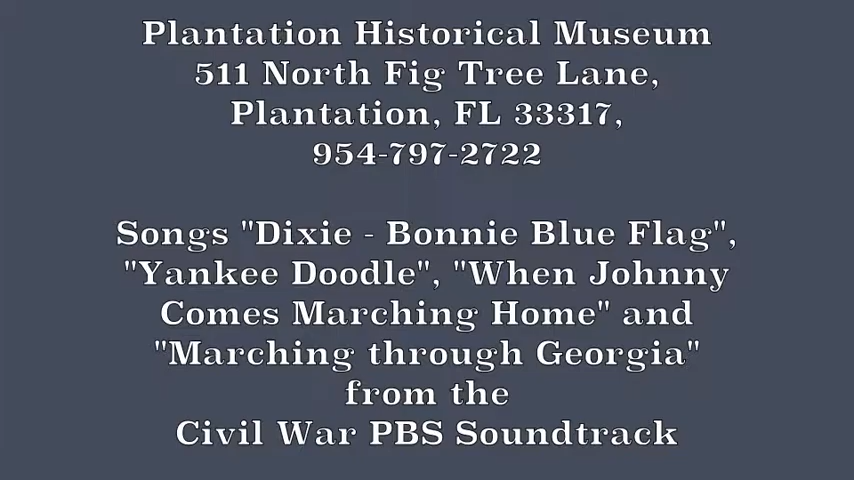 Plantation Historical Museum
511 North Fig Tree Lane,
Plantation, FL 33317,
954-797-2722
Songs "Dixie - Bonnie Blue Flag",
"Yankee Doodle", "When Johnny
Comes Marching Home" and
"Marching through Georgia"
from the
Civil War PBS Soundtrack